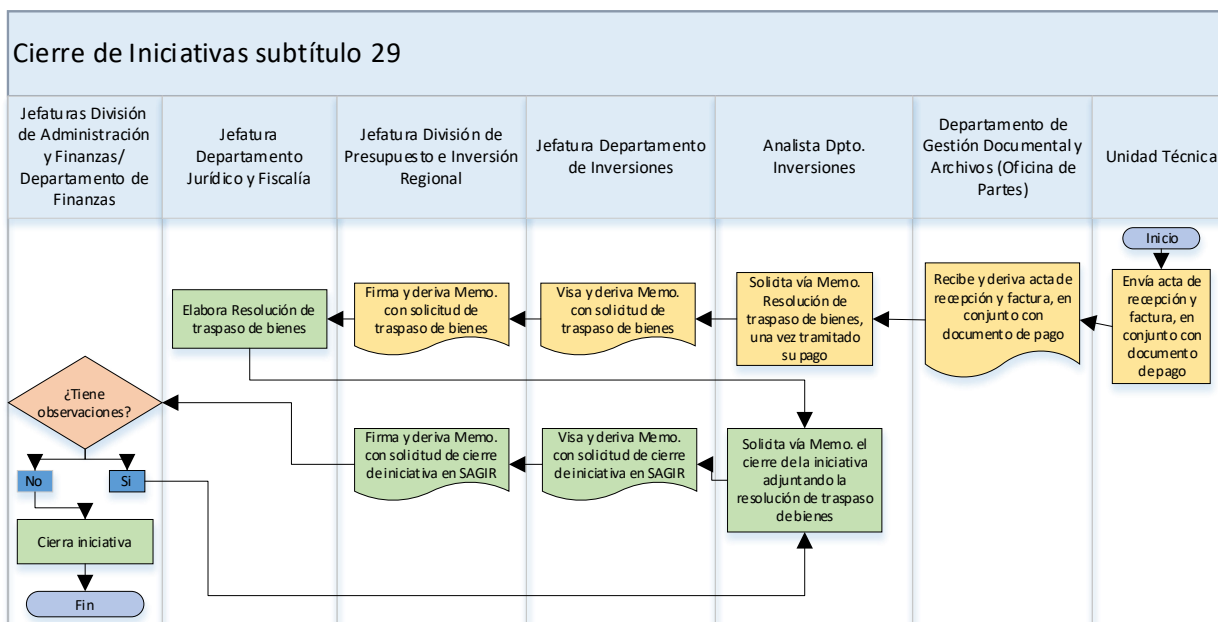 Cierre de Iniciativas subtítulo 29
Jefaturas División
de Administración
y Finanzas/
Departamento de
Finanzas
Jefatura
Departamento
Jurídico y Fiscalía
Jefatura División de
Presupuesto e Inversión
Regional
Jefatura Departamento
de Inversiones
Analista Dpto.
Inversiones
Departamento de
Gestión Documental y
Archivos (Oficina de
Partes)
Unidad Técnica
Inicio
Envía acta de
recepción y
factura, en
conjunto con
documento
de pago
Recibe y deriva acta de
recepción y factura, en
conjunto con
documento de pago
Solicita vía Memo.
Resolución de
traspaso de bienes,
una vez tramitado
su pago
Visa y deriva Memo.
con solicitud de
traspaso de bienes
Firma y deriva Memo.
con solicitud de
traspaso de bienes
Elabora Resolución de
traspaso de bienes
Solicita vía Memo. el
cierre de la iniciativa
adjuntando la
resolución de traspaso
de bienes
Visa y deriva Memo.
con solicitud de cierre
de iniciativa en SAGIR
Firma y deriva Memo.
con solicitud de cierre
de iniciativa en SAGIR
¿Tiene
observaciones?
No
Si
Cierra iniciativa
Fin